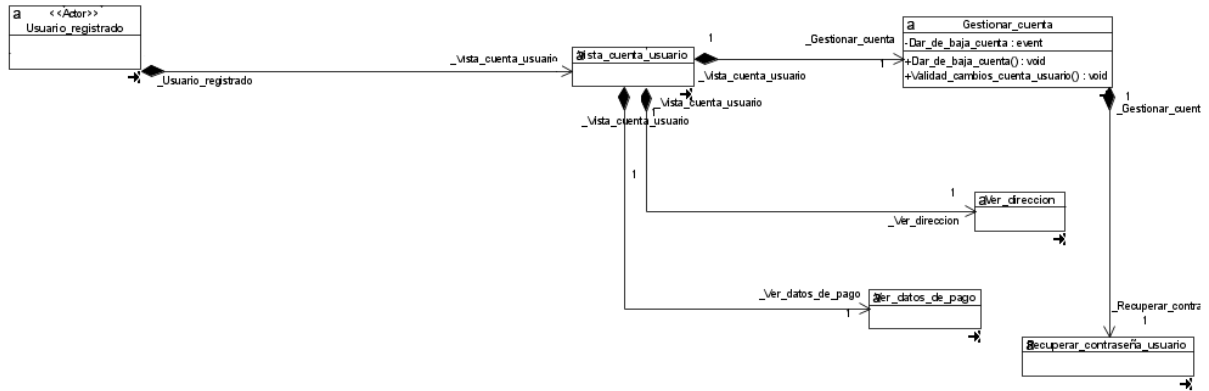 a <<Actor>>
Usuario_registrado
_Usuario_registrado
_Vista_cuenta_usuario
Vista_cuenta_usuario
1
_Vista_cuenta_usuario
_Gestionar_cuenta
1
a Gestionar_cuenta
-Dar_de_baja_cuenta : event
+Dar_de_baja_cuenta() : void
+Validad_cambios_cuenta_usuario() : void
1
_Gestionar_cuent
_Vista_cuenta_usuario
1
_Vista_cuenta_usuario
1
1
_Ver_direccion
a Ver_direccion
_Ver_datos_de_pago
1
Ver_datos_de_pago
_Recuperar_contra
1
Recuperar_contraseña_usuario